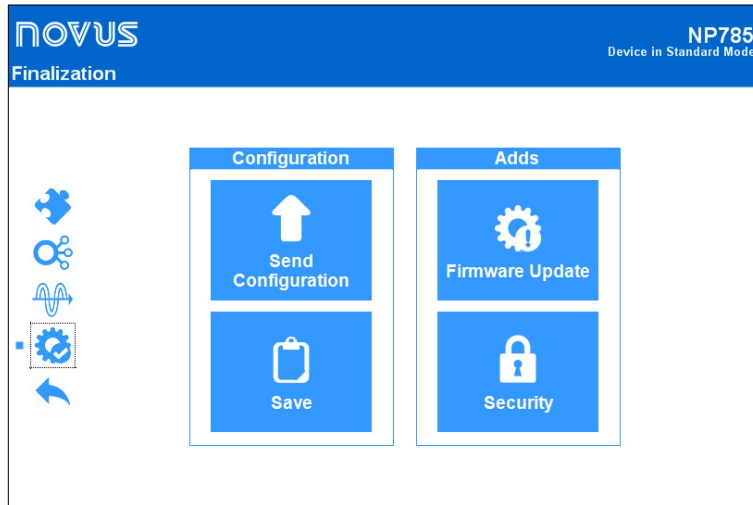 NOVUS
NP785
Device in Standard Mode
Finalization
Configuration
Adds
Send
Configuration
Firmware Update
Save
Security